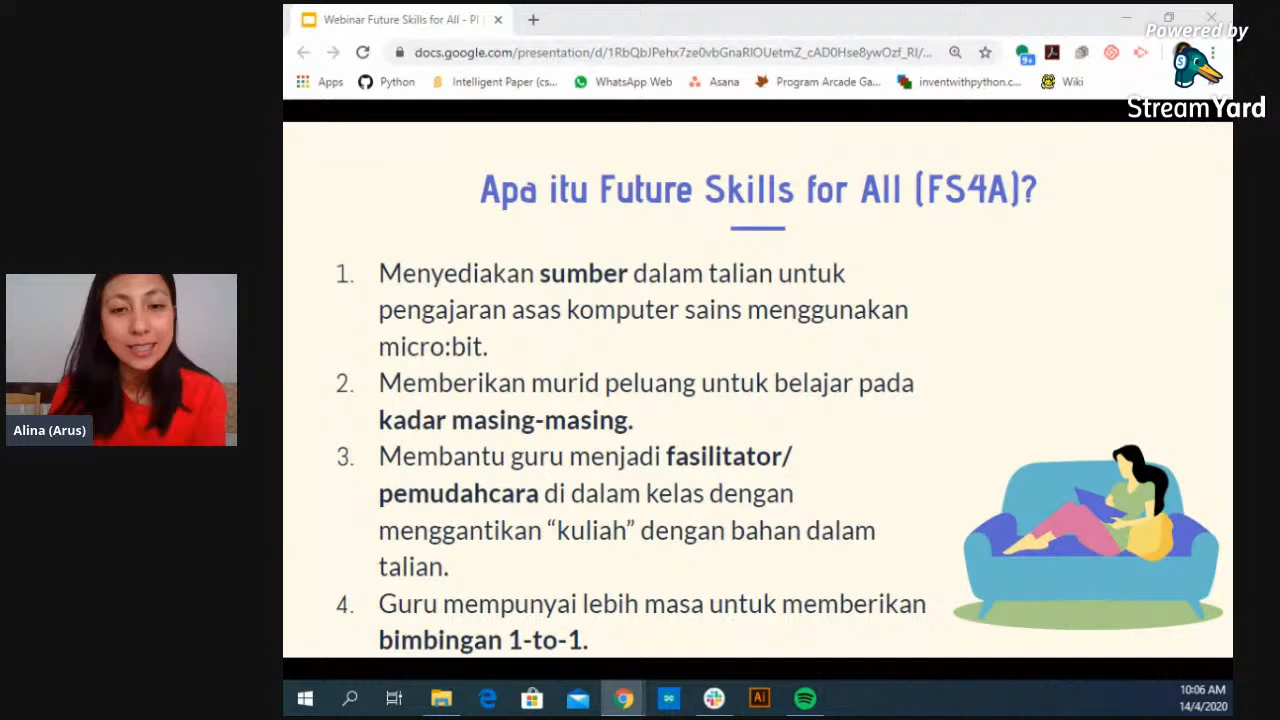 Webinar Future Skills for All - Pl
Powered by
docs.google.com/presentation/d/1RbQbJPehx7ze0vbGnaRlOUetmZ_cAD0Hse8ywOzf_RI/...
9+
Apps
Python
Intelligent Paper (cs...
WhatsApp Web
Asana
Program Arcade Ga...
inventwithpython.c...
Wiki
StreamYard
Apa itu Future Skills for All (FS4A)?
1. Menyediakan sumber dalam talian untuk
pengajaran asas komputer sains menggunakan
micro:bit.
2. Memberikan murid peluang untuk belajar pada
kadar masing-masing.
3. Membantu guru menjadi fasilitator/
pemudahcara di dalam kelas dengan
menggantikan “kuliah” dengan bahan dalam
talian.
4. Guru mempunyai lebih masa untuk memberikan
bimbingan 1-to-1.
Alina (Arus)
Ai
10:06 AM
14/4/2020